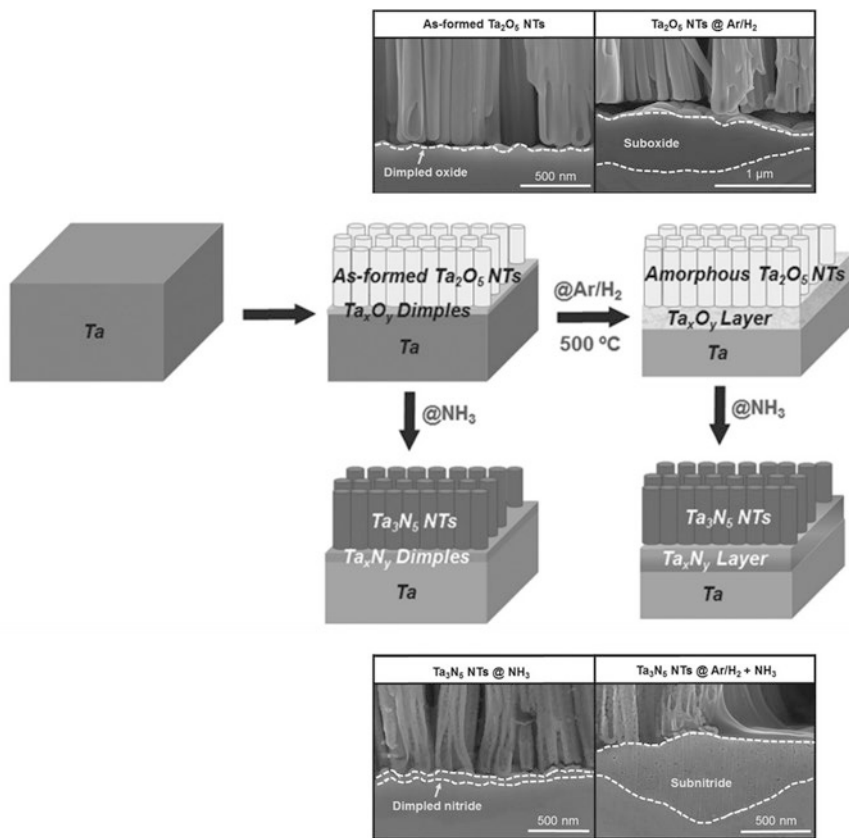 As-formed Ta₂O₅ NTs
Ta₂O₅ NTs @ Ar/H₂
Dimpled oxide
500 nm
Suboxide
1 µm
Ta
As-formed Ta₂O₅ NTs
TaₓOᵧ Dimples
Ta
@Ar/H₂
500 ºC
Amorphous Ta₂O₅ NTs
TaₓOᵧ Layer
Ta
@NH₃
@NH₃
Ta₃N₅ NTs
TaₓNᵧ Dimples
Ta
Ta₃N₅ NTs
TaₓNᵧ Layer
Ta
Ta₃N₅ NTs @ NH₃
Ta₃N₅ NTs @ Ar/H₂ + NH₃
Dimpled nitride
500 nm
Subnitride
500 nm